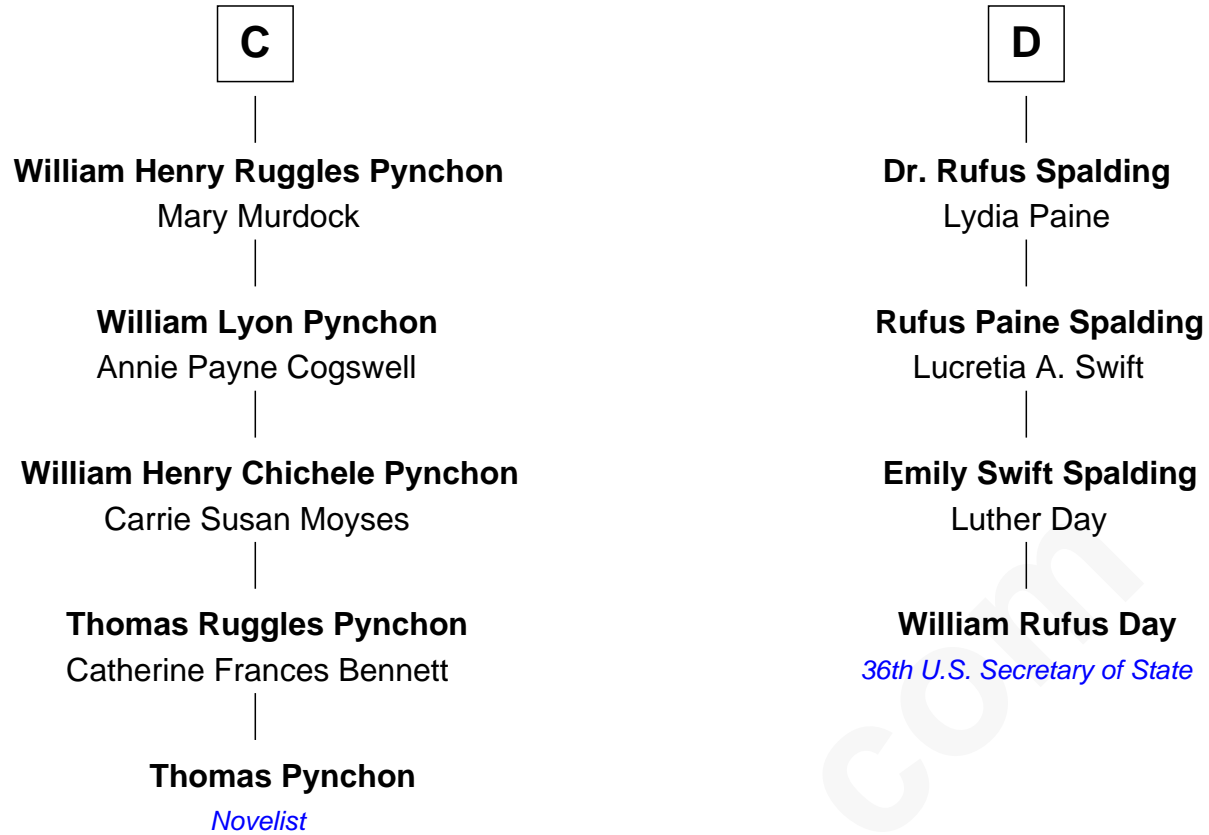 C
William Henry Ruggles Pynchon
Mary Murdock
William Lyon Pynchon
Annie Payne Cogswell
William Henry Chichele Pynchon
Carrie Susan Moyses
Thomas Ruggles Pynchon
Catherine Frances Bennett
Thomas Pynchon
Novelist
D
Dr. Rufus Spalding
Lydia Paine
Rufus Paine Spalding
Lucretia A. Swift
Emily Swift Spalding
Luther Day
William Rufus Day
36th U.S. Secretary of State
com